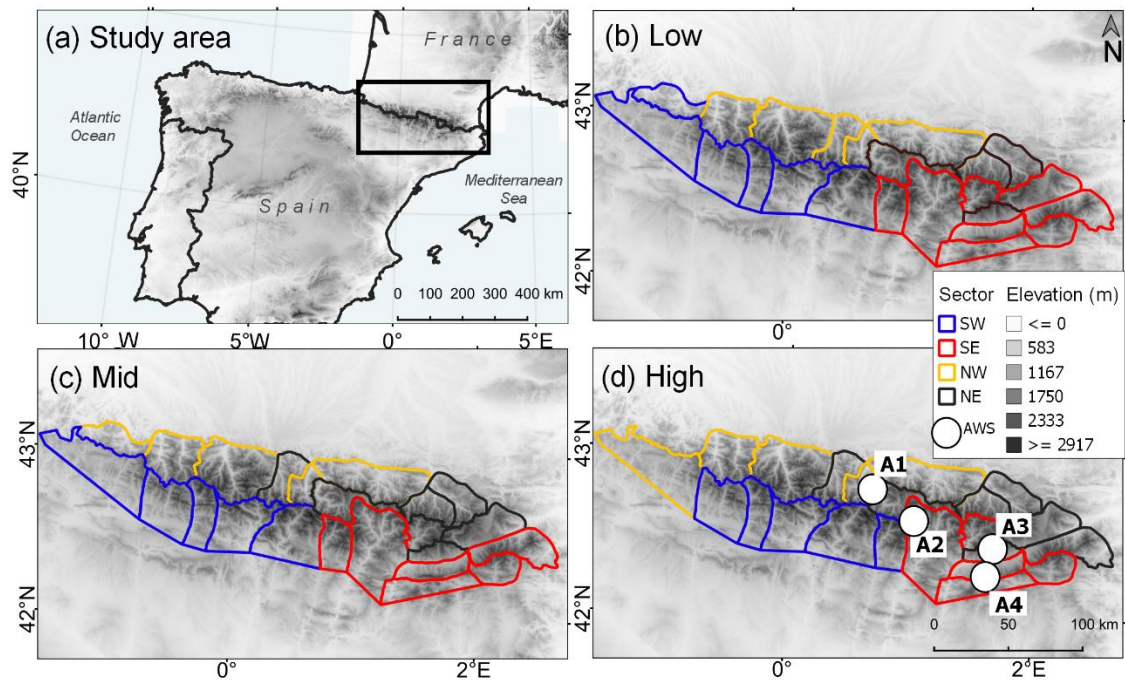 (a) Study area
France
Atlantic
Ocean
40°N
Spain
Mediterranean
Sea
0 100 200 300 400 km
10° W
5°W
0°
5°E
(b) Low
N
43°N
42°N
0°
Sector
SW
SE
NW
NE
AWS
Elevation (m)
<= 0
583
1167
1750
2333
>= 2917
(c) Mid
43°N
42°N
0°
2°E
(d) High
43°N
42°N
A1
A2
A3
A4
0 50 100 km
0°
2°E